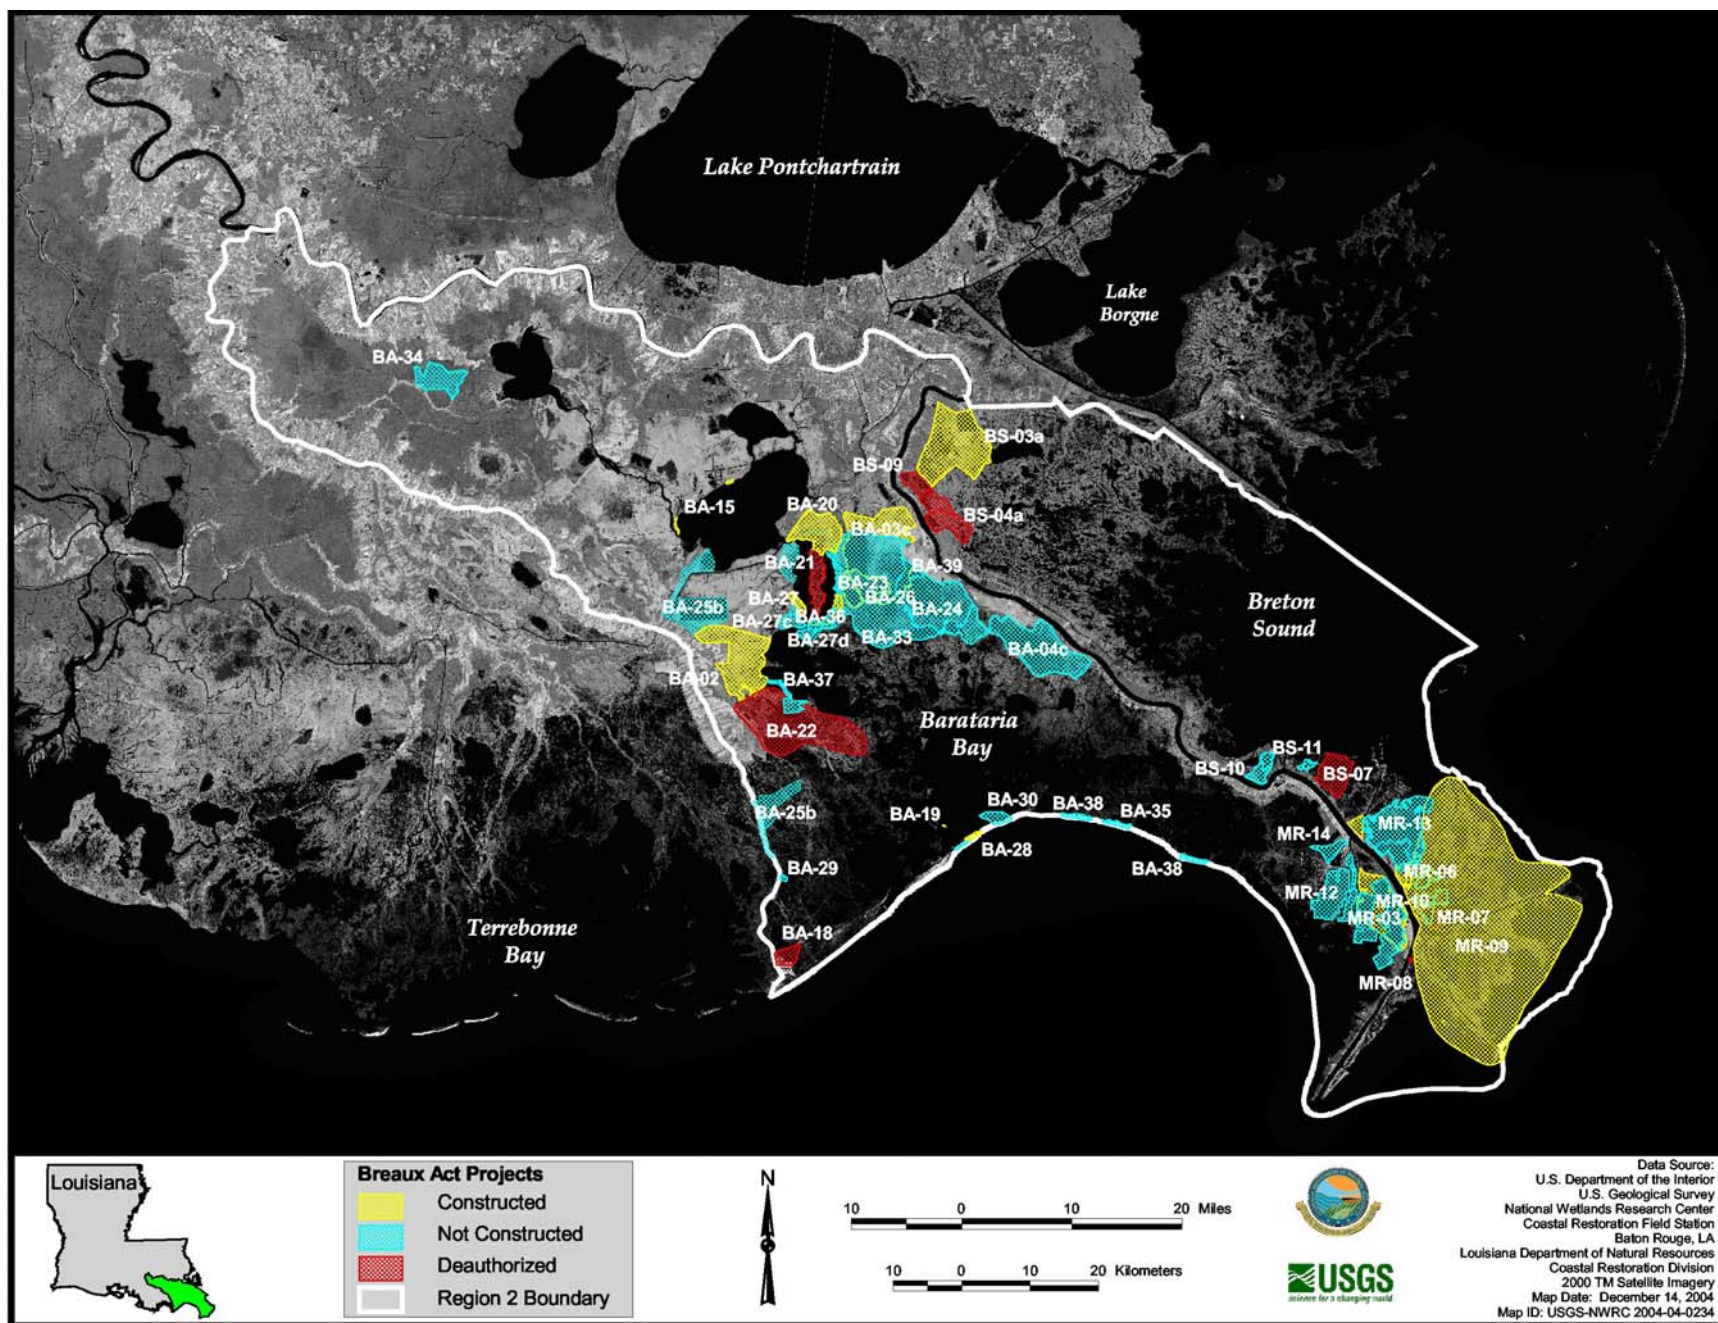 Lake Pontchartrain
Lake
Borgne
BA-34
BS-03a
BS-09
BA-15
BA-20
BS-04a
BA-03c
BA-21
BA-39
BA-23
BA-27
BA-26
BA-25b
BA-24
BA-36
BA-27c
BA-27d
BA-33
Breton
Sound
BA-04c
BA-02
BA-37
BA-22
Barataria
Bay
BS-11
BS-10
BS-07
BA-25b
BA-19
BA-30
BA-38
BA-35
MR-13
MR-14
BA-28
BA-38
BA-29
MR-06
MR-12
MR-10
MR-03
MR-07
Terrebonne
Bay
BA-18
MR-09
MR-08
Louisiana
Breaux Act Projects
Constructed
Not Constructed
Deauthorized
Region 2 Boundary
N
10 0 10 20 Miles
10 0 10 20 Kilometers
USGS
science for a changing world
Data Source:
U.S. Department of the Interior
U.S. Geological Survey
National Wetlands Research Center
Coastal Restoration Field Station
Baton Rouge, LA
Louisiana Department of Natural Resources
Coastal Restoration Division
2000 TM Satellite Imagery
Map Date: December 14, 2004
Map ID: USGS-NWRC 2004-04-0234